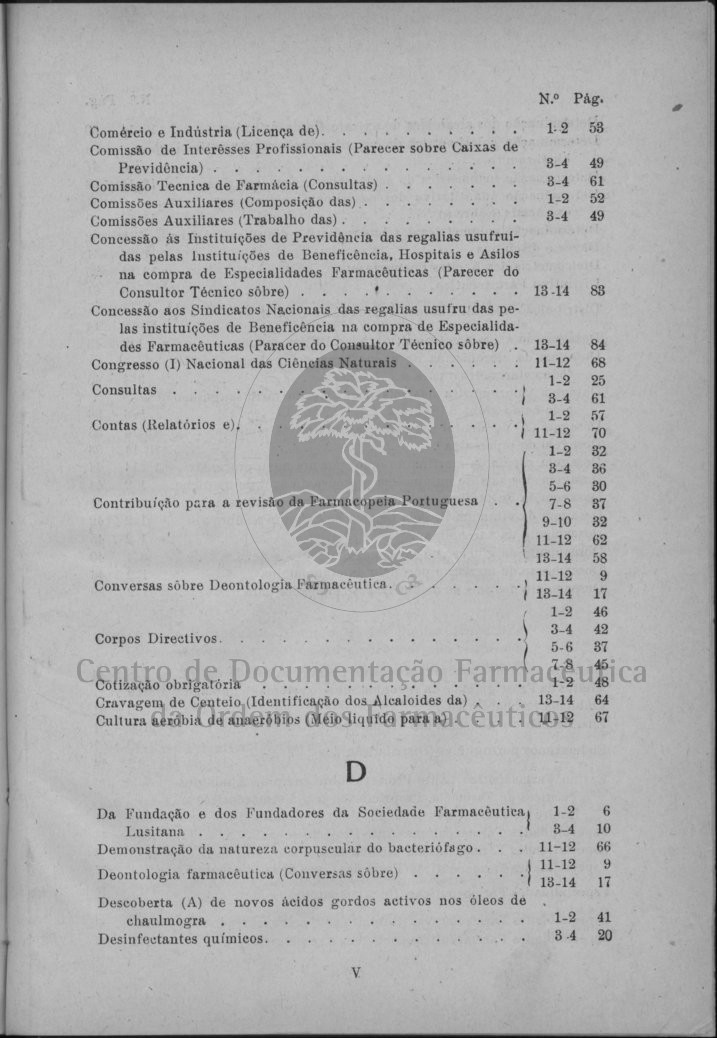 N.º Pág.
Comércio e Indústria (Licença de). . . . . . . . . . 1-2 53
Comissão de Interêsses Profissionais (Parecer sobre Caixas de
Previdência) . . . . . . . . . . . . . . . 3-4 49
Comissão Tecnica de Farmácia (Consultas) . . . . . . . 3-4 61
Comissões Auxiliares (Composição das) . . . . . . . . 1-2 52
Comissões Auxiliares (Trabalho das) . . . . . . . . . 3-4 49
Concessão às Instituições de Previdência das regalias usufruí-
das pelas Instituições de Beneficência, Hospitais e Asilos
na compra de Especialidades Farmacêuticas (Parecer do
Consultor Técnico sôbre) . . . . . . . . . . . 13-14 83
Concessão aos Sindicatos Nacionais das regalias usufru das pe-
las instituíções de Beneficência na compra de Especialida-
des Farmacêuticas (Paracer do Consultor Técnico sôbre) . 13-14 84
Congresso (I) Nacional das Ciências Naturais . . . . . . 11-12 68
Consultas . . . . . . . . . . . . . . . . . 1-2 25
3-4 61
Contas (Relatórios e). . . . . . . . . . . . . . 1-2 57
11-12 70
1-2 32
3-4 36
5-6 30
Contribuíção para a revisão da Farmacopeia Portuguesa . . 7-8 37
9-10 32
11-12 62
13-14 58
Conversas sôbre Deontologia Farmacêutica. . . . . . . . 11-12 9
13-14 17
1-2 46
Corpos Directivos. . . . . . . . . . . . . . . 3-4 42
5-6 37
7-8 45
Cotização obrigatória . . . . . . . . . . . . . 1-2 48
Cravagem de Centeio (Identificação dos Alcaloides da) . . . 13-14 64
Cultura aeróbia de anaeróbios (Meio liquído para a) . . . . 11-12 67
Centro de Documentação Farmacêutica
da Ordem dos Farmacêuticos
D
Da Fundação e dos Fundadores da Sociedade Farmacêutica 1-2 6
Lusitana . . . . . . . . . . . . . . . . 3-4 10
Demonstração da natureza corpuscular do bacteriófago . . . 11-12 66
Deontologia farmacêutica (Conversas sôbre) . . . . . . 11-12 9
13-14 17
Descoberta (A) de novos ácidos gordos activos nos óleos de
chaulmogra . . . . . . . . . . . . . . . . 1-2 41
Desinfectantes químicos. . . . . . . . . . . . . 3-4 20
V